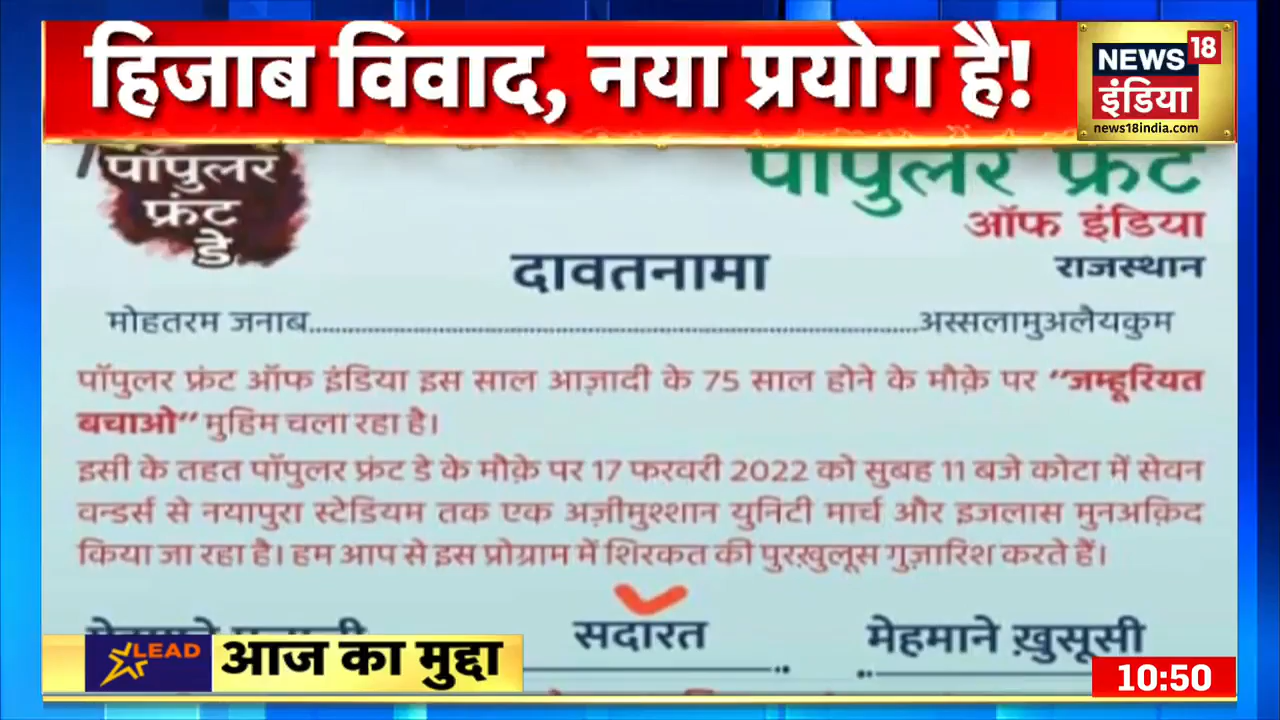 हिजाब विवाद, नया प्रयोग है!
NEWS 18
इंडिया
news18india.com
पॉपुलर
फ्रंट
डे
पॉपुलर फ्रंट
ऑफ इंडिया
राजस्थान
दावतनामा
मोहतरम जनाब..........अस्सलामुअलैयकुम
पॉपुलर फ्रंट ऑफ इंडिया इस साल आज़ादी के 75 साल होने के मौक़े पर ‘‘जम्हूरियत
बचाओ’’ मुहिम चला रहा है।
इसी के तहत पॉपुलर फ्रंट डे के मौक़े पर 17 फरवरी 2022 को सुबह 11 बजे कोटा में सेवन
वन्डर्स से नयापुरा स्टेडियम तक एक अज़ीमुश्शान युनिटी मार्च और इजलास मुनअक़िद
किया जा रहा है। हम आप से इस प्रोग्राम में शिरकत की पुरख़ुलूस गुज़ारिश करते हैं।
सदारत
मेहमाने ख़ुसूसी
LEAD
आज का मुद्दा
10:50